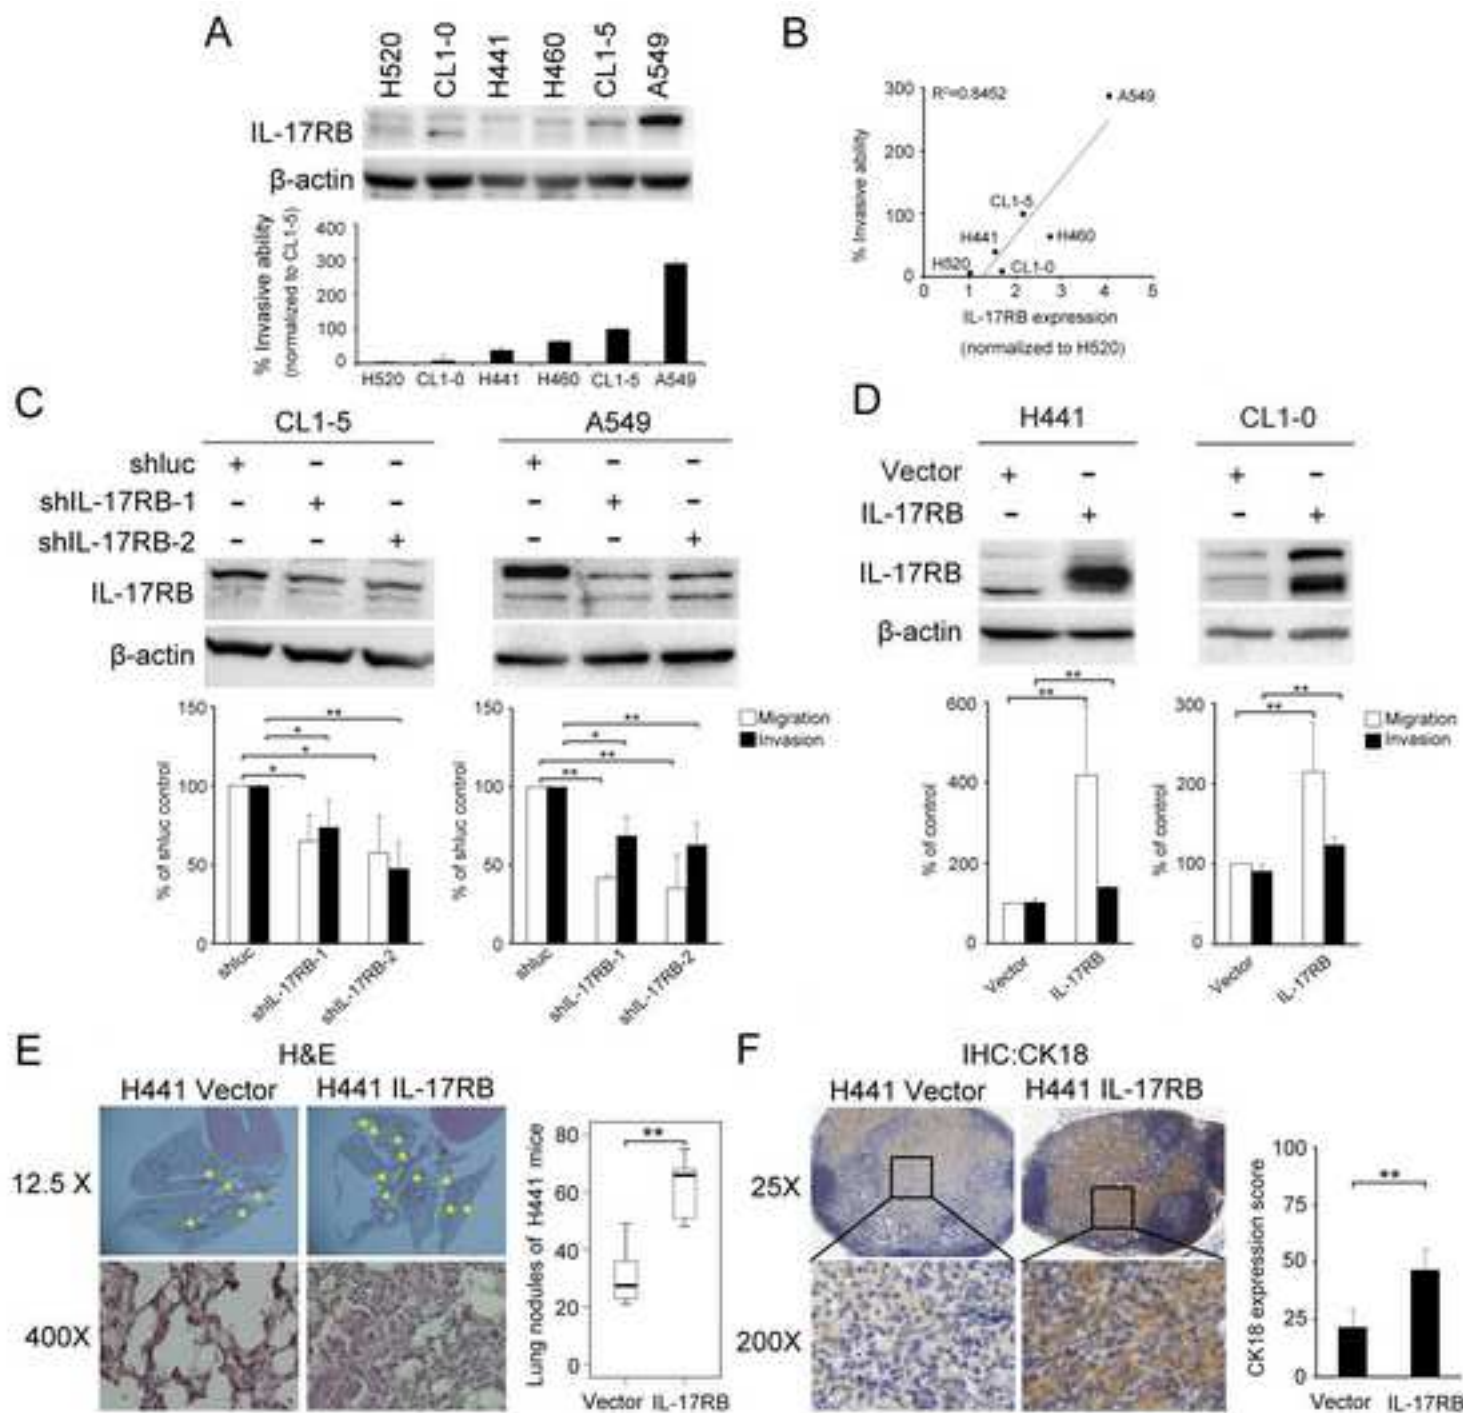 A
H520
CL1-0
H441
H460
CL1-5
A549
IL-17RB
β-actin
% Invasive ability
(normalized to CL1-5)
400
300
200
100
0
H520 CL1-0 H441 H460 CL1-5 A549
B
300
200
100
0
R²=0.8452
A549
CL1-5
H460
H441
H520
CL1-0
% Invasive ability
0 1 2 3 4 5
IL-17RB expression
(normalized to H520)
C
CL1-5 A549
shluc + - - + - -
shIL-17RB-1 - + - - + -
shIL-17RB-2 - - + - - +
IL-17RB
β-actin
% of shluc control
150
100
50
0
** * * *
shluc shIL-17RB-1 shIL-17RB-2
% of shluc control
150
100
50
0
** * ** **
Migration
Invasion
shluc shIL-17RB-1 shIL-17RB-2
D
H441 CL1-0
Vector + - + -
IL-17RB - + - +
IL-17RB
β-actin
% of control
600
400
200
0
** **
Vector IL-17RB
% of control
300
200
100
0
** **
Migration
Invasion
Vector IL-17RB
E
H&E
H441 Vector H441 IL-17RB
12.5 X
400X
Lung nodules of H441 mice
80
60
40
20
0
**
Vector IL-17RB
F
IHC:CK18
H441 Vector H441 IL-17RB
25X
200X
CK18 expression score
100
75
50
25
0
**
Vector IL-17RB